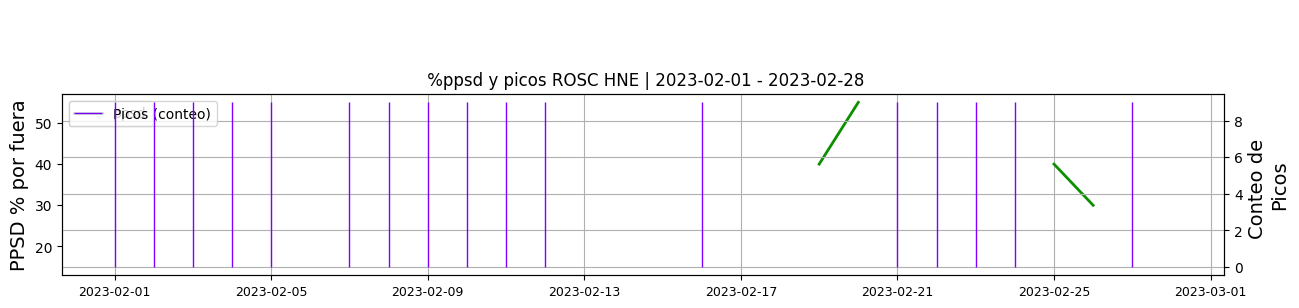 %ppsd y picos ROSC HNE | 2023-02-01 - 2023-02-28
Picos (conteo)
PPSD % por fuera
50
40
30
20
8
6
4
2
0
Conteo de
Picos
2023-02-01 2023-02-05 2023-02-09 2023-02-13 2023-02-17 2023-02-21 2023-02-25 2023-03-01